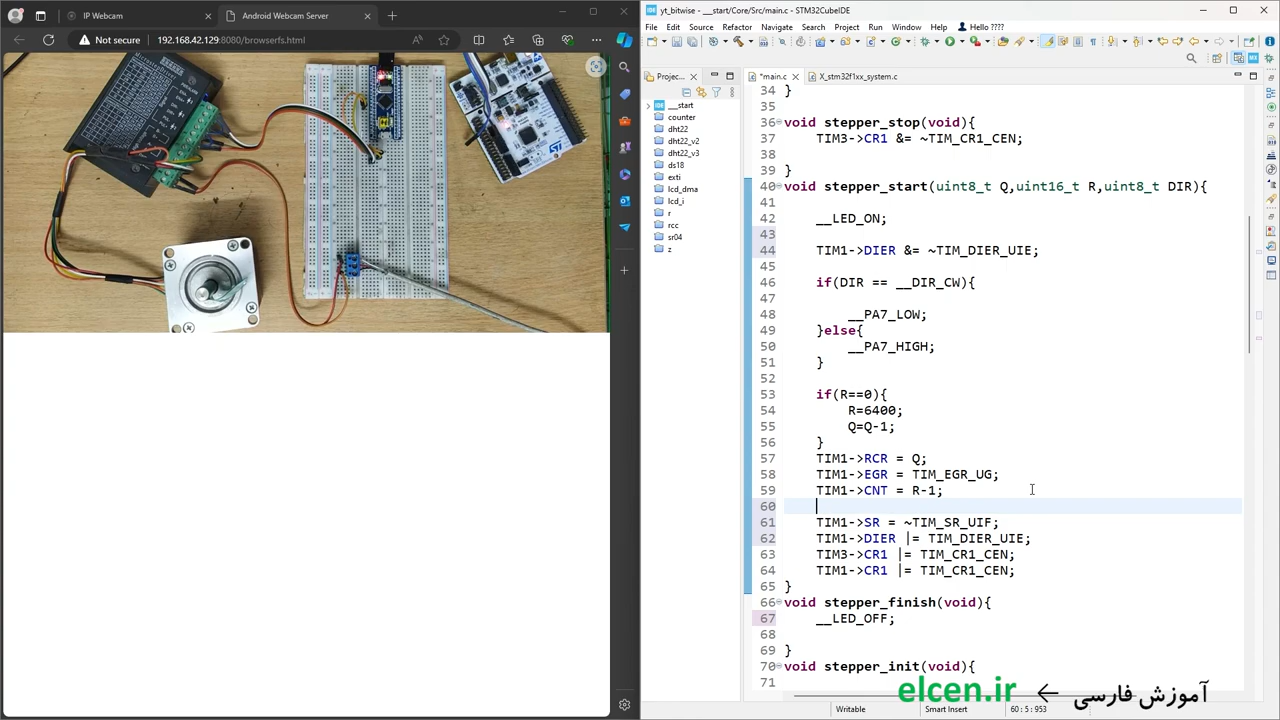 IP Webcam
Android Webcam Server
Not secure
192.168.42.129:8080/browserfs.html
yt_bitwise - __start/Core/Src/main.c - STM32CubeIDE
File Edit Source Refactor Navigate Search Project Run Window Help Hello ????
Projec...
*main.c
X_stm32f1xx_system.c
__start
counter
dht22
dht22_v2
dht22_v3
ds18
exti
lcd_dma
lcd_i
r
rcc
sr04
z
34 }
35
36 void stepper_stop(void){
37 TIM3->CR1 &= ~TIM_CR1_CEN;
38
39 }
40 void stepper_start(uint8_t Q,uint16_t R,uint8_t DIR){
41
42 __LED_ON;
43
44 TIM1->DIER &= ~TIM_DIER_UIE;
45
46 if(DIR == __DIR_CW){
47
48 __PA7_LOW;
49 }else{
50 __PA7_HIGH;
51 }
52
53 if(R==0){
54 R=6400;
55 Q=Q-1;
56 }
57 TIM1->RCR = Q;
58 TIM1->EGR = TIM_EGR_UG;
59 TIM1->CNT = R-1;
60
61 TIM1->SR = ~TIM_SR_UIF;
62 TIM1->DIER |= TIM_DIER_UIE;
63 TIM3->CR1 |= TIM_CR1_CEN;
64 TIM1->CR1 |= TIM_CR1_CEN;
65 }
66 void stepper_finish(void){
67 __LED_OFF;
68
69 }
70 void stepper_init(void){
71
elcen.ir ← آموزش فارسی
Writable
Smart Insert
60 : 5 : 953